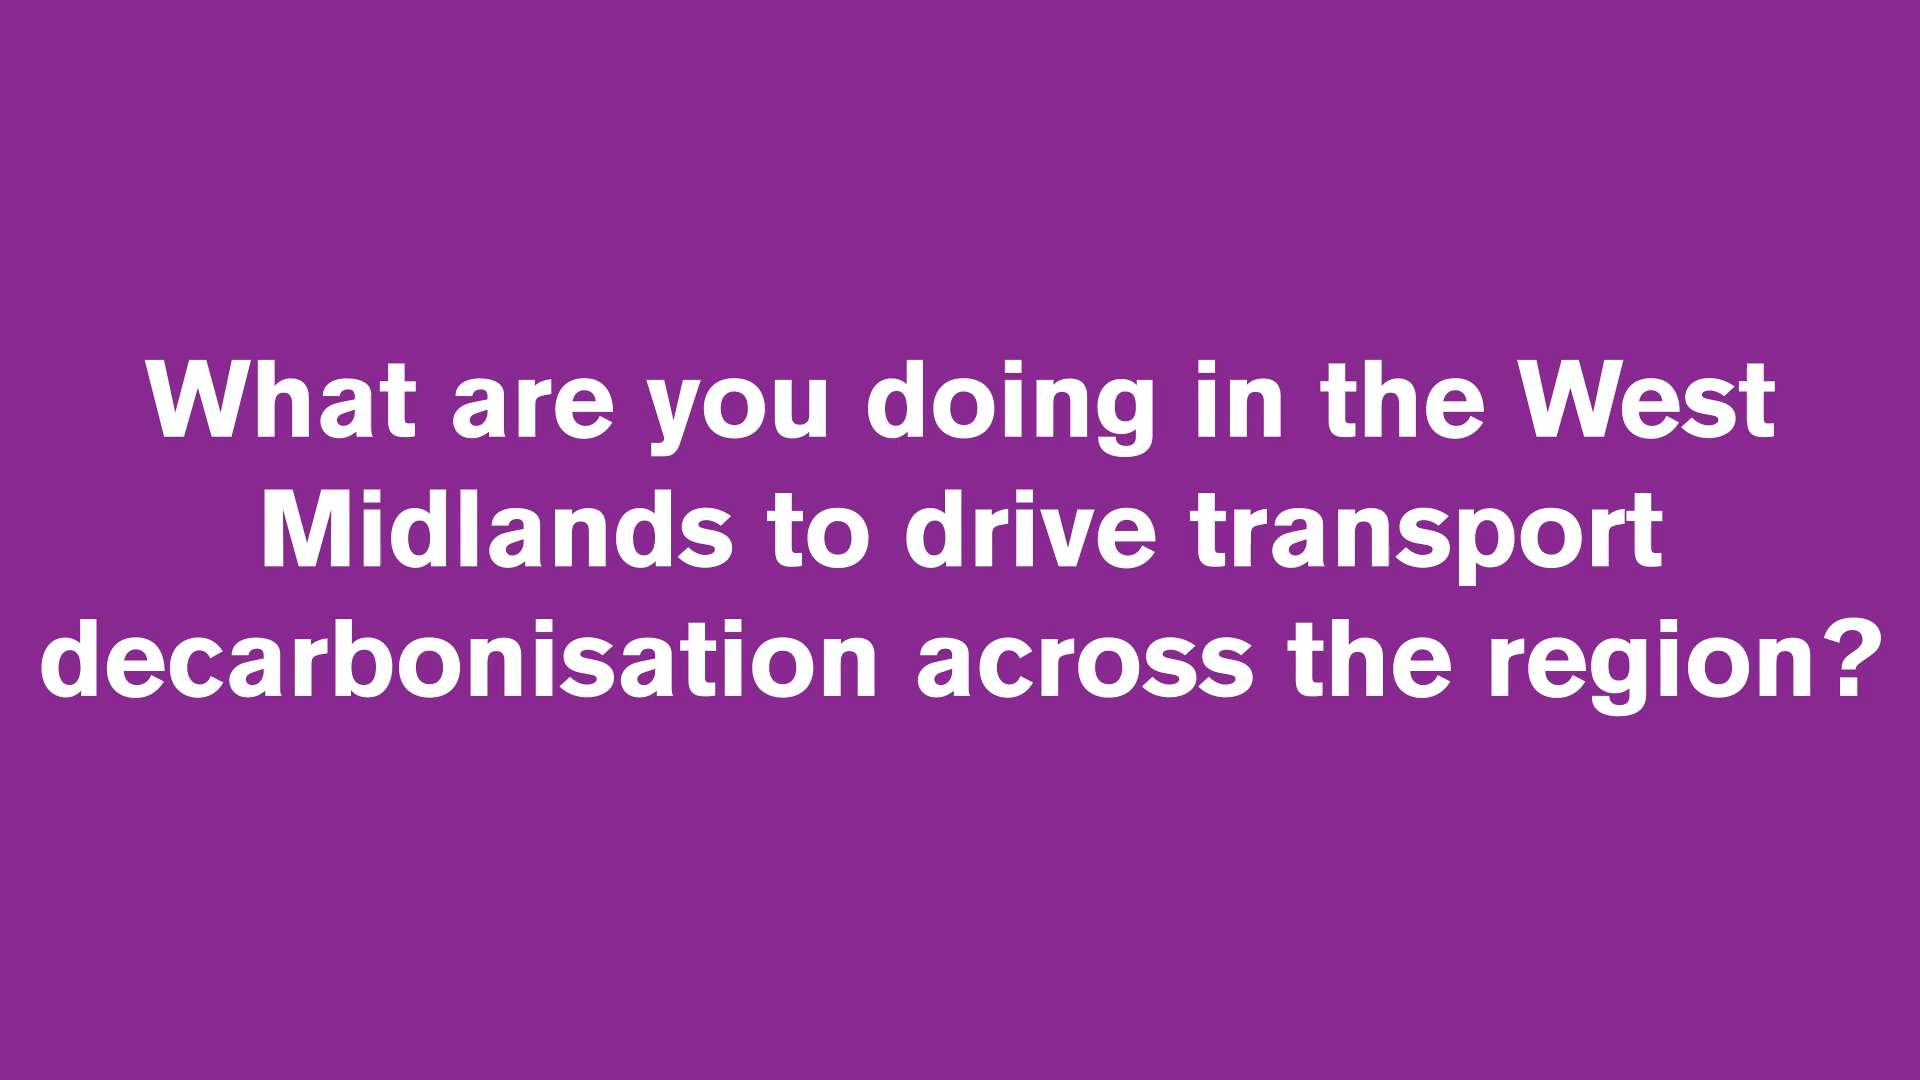 What are you doing in the West
Midlands to drive transport
decarbonisation across the region?